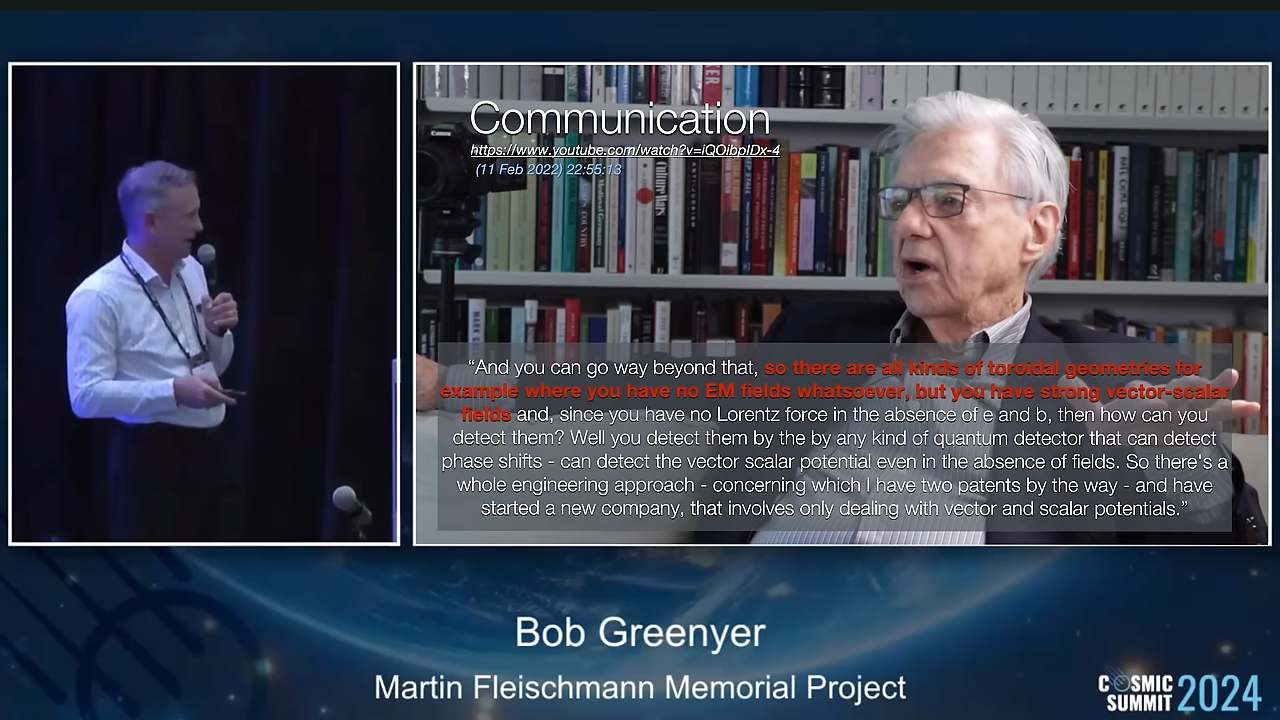 Communication
https://www.youtube.com/watch?v=iQOibpIDx-4
(11 Feb 2022) 22:55:13
Canon
Culture Wars
“And you can go way beyond that, so there are all kinds of toroidal geometries for
example where you have no EM fields whatsoever, but you have strong vector-scalar
fields and, since you have no Lorentz force in the absence of e and b, then how can you
detect them? Well you detect them by the by any kind of quantum detector that can detect
phase shifts - can detect the vector scalar potential even in the absence of fields. So there's a
whole engineering approach - concerning which I have two patents by the way - and have
started a new company, that involves only dealing with vector and scalar potentials.”
Bob Greenyer
Martin Fleischmann Memorial Project
COSMIC
SUMMIT 2024